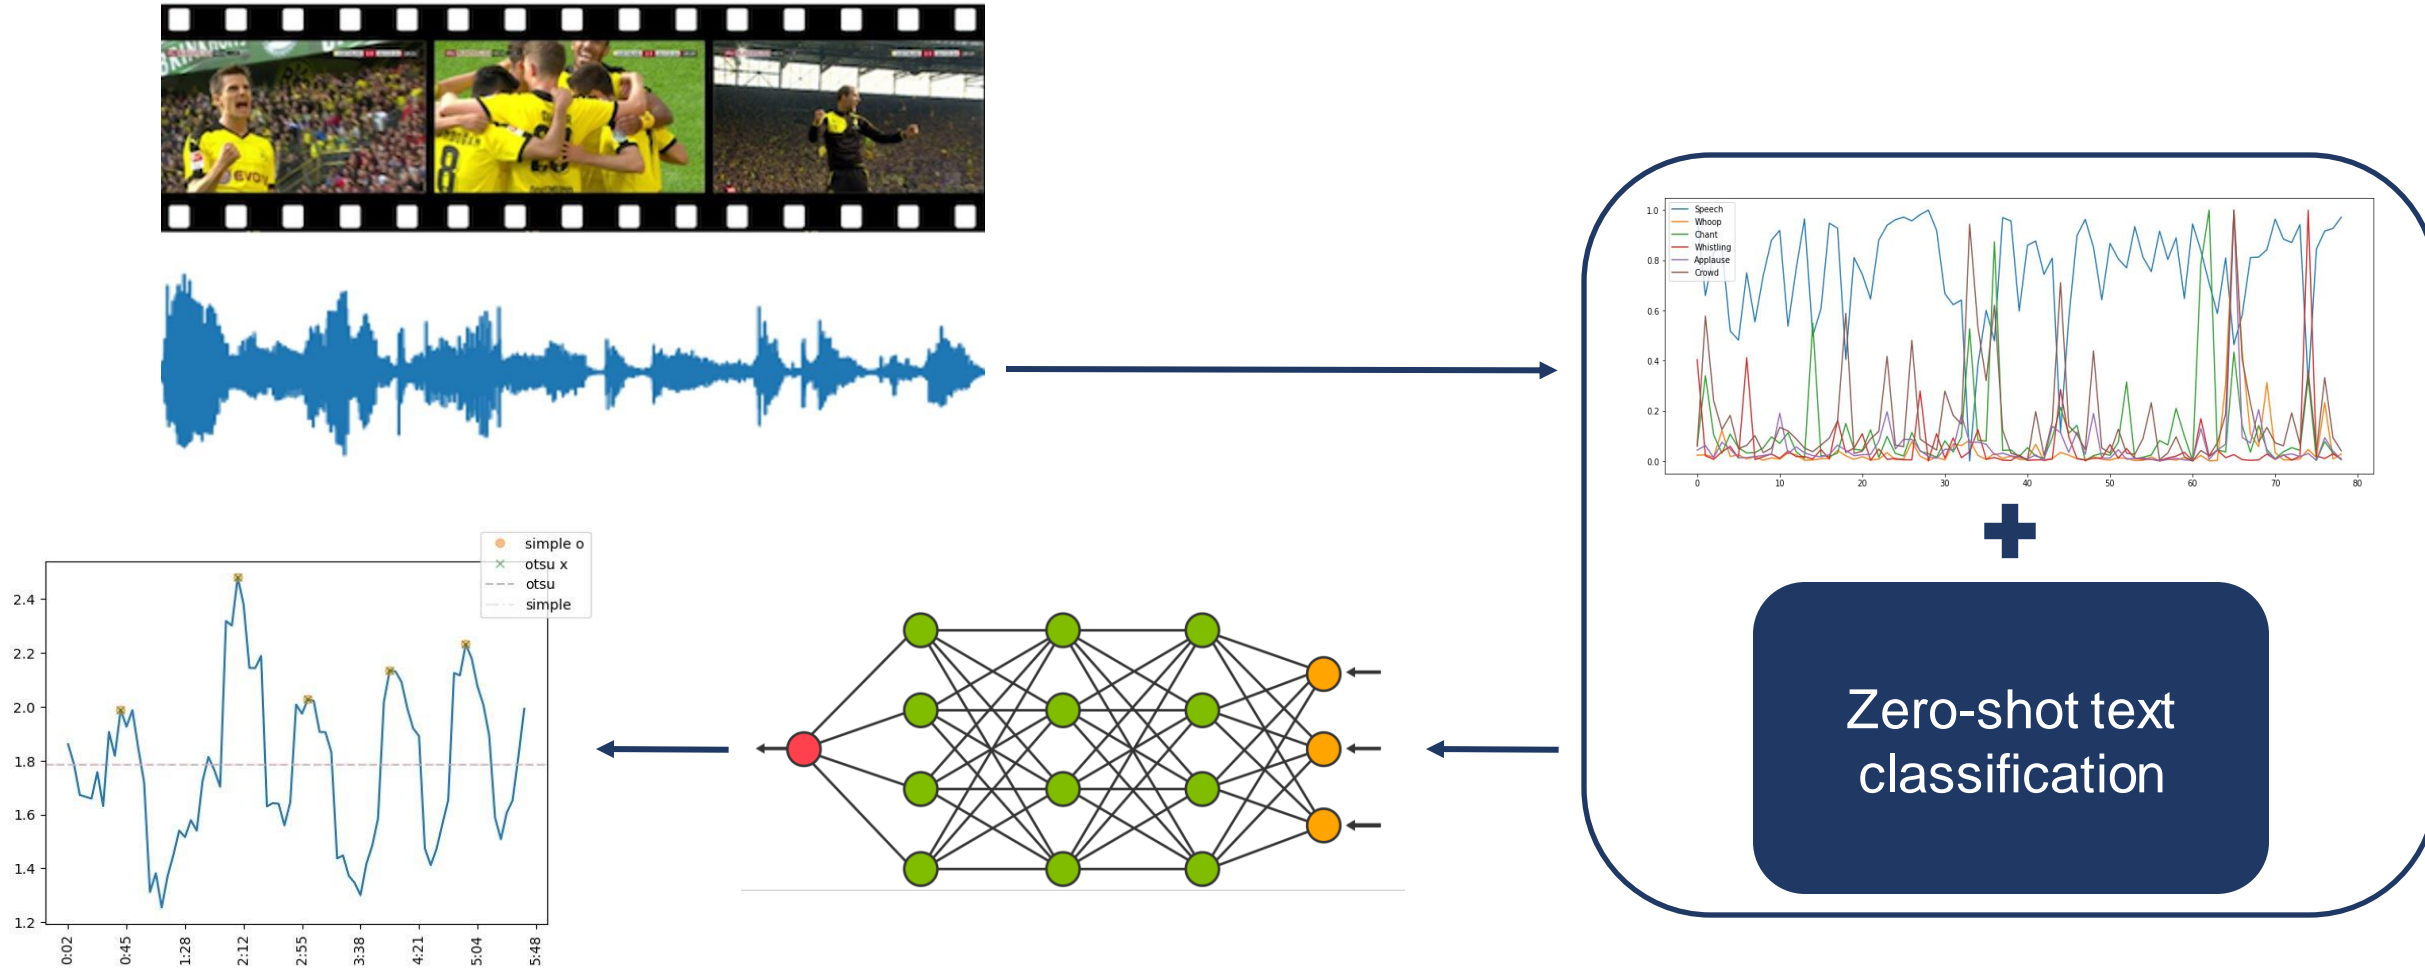 EVO
8
Speech
Whoop
Chant
Whistling
Applause
Crowd
1.0
0.8
0.6
0.4
0.2
0.0
0 10 20 30 40 50 60 70 80
Zero-shot text
classification
simple o
otsu x
otsu
simple
2.4
2.2
2.0
1.8
1.6
1.4
1.2
0:02 0:45 1:28 2:12 2:55 3:38 4:21 5:04 5:48